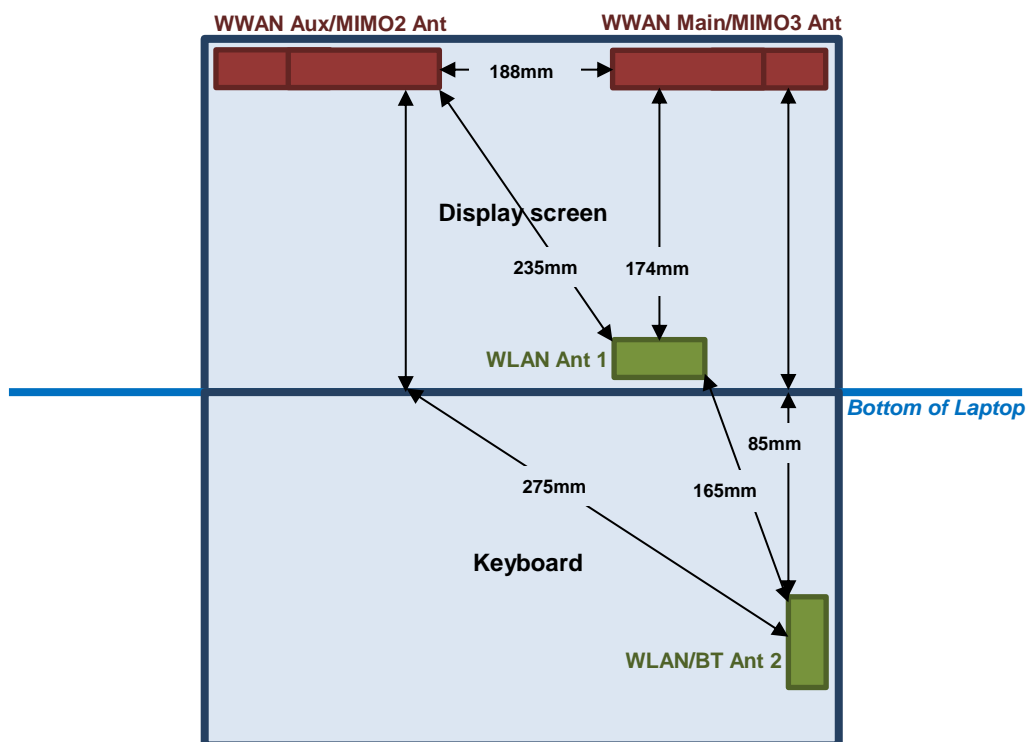 WWAN Aux/MIMO2 Ant
WWAN Main/MIMO3 Ant
188mm
Display screen
235mm
174mm
WLAN Ant 1
Bottom of Laptop
85mm
275mm
165mm
Keyboard
WLAN/BT Ant 2